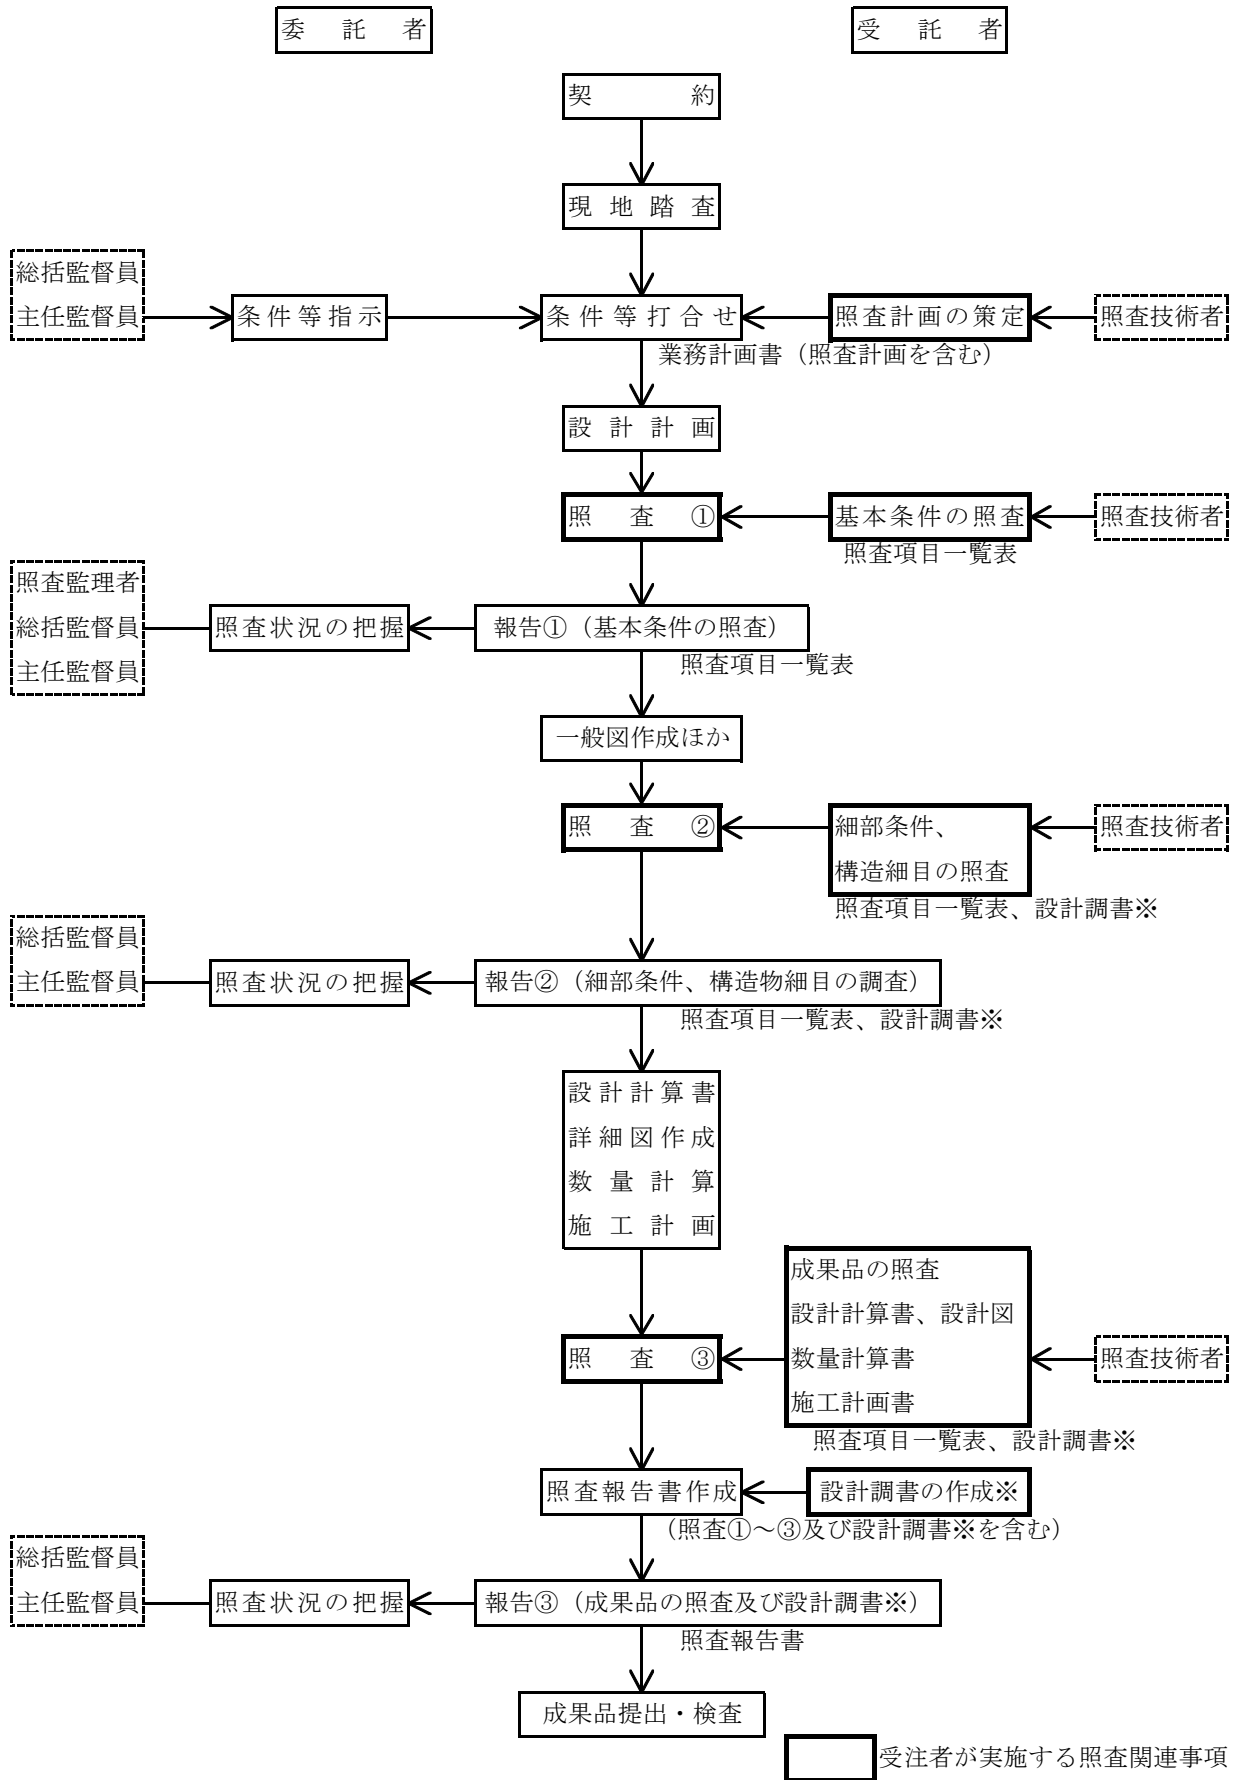 委託者
受託者
契約
現地踏査
総括監督員
主任監督員
条件等指示
条件等打合せ
照査計画の策定
照査技術者
業務計画書（照査計画を含む）
設計計画
照査①
基本条件の照査
照査技術者
照査項目一覧表
照査監理者
総括監督員
主任監督員
照査状況の把握
報告①（基本条件の照査）
照査項目一覧表
一般図作成ほか
照査②
細部条件、
構造細目の照査
照査技術者
照査項目一覧表、設計調書※
総括監督員
主任監督員
照査状況の把握
報告②（細部条件、構造物細目の調査）
照査項目一覧表、設計調書※
設計計算書
詳細図作成
数量計算
施工計画
成果品の照査
設計計算書、設計図
数量計算書
施工計画書
照査③
照査技術者
照査項目一覧表、設計調書※
照査報告書作成
設計調書の作成※
（照査①～③及び設計調書※を含む）
総括監督員
主任監督員
照査状況の把握
報告③（成果品の照査及び設計調書※）
照査報告書
成果品提出・検査
受注者が実施する照査関連事項